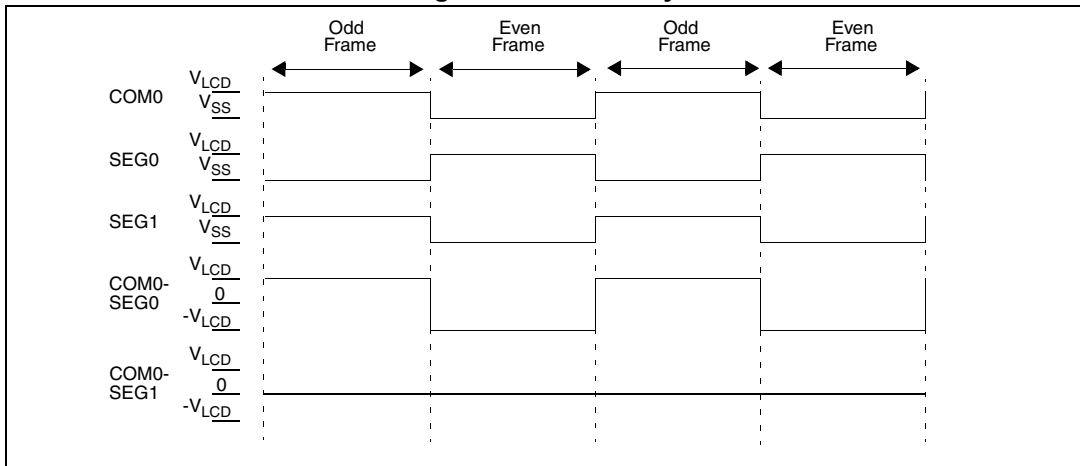 Odd Frame
Even Frame
Odd Frame
Even Frame
COM0
VLCD
VSS
SEG0
VLCD
VSS
SEG1
VLCD
VSS
COM0-SEG0
VLCD
0
-VLCD
COM0-SEG1
VLCD
0
-VLCD